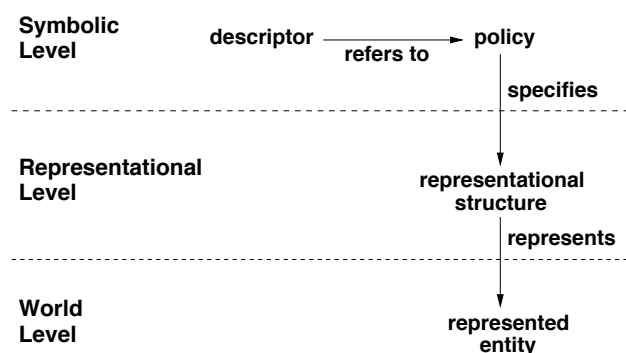 Symbolic
Level
descriptor
refers to
policy
specifies
Representational
Level
representational
structure
represents
World
Level
represented
entity